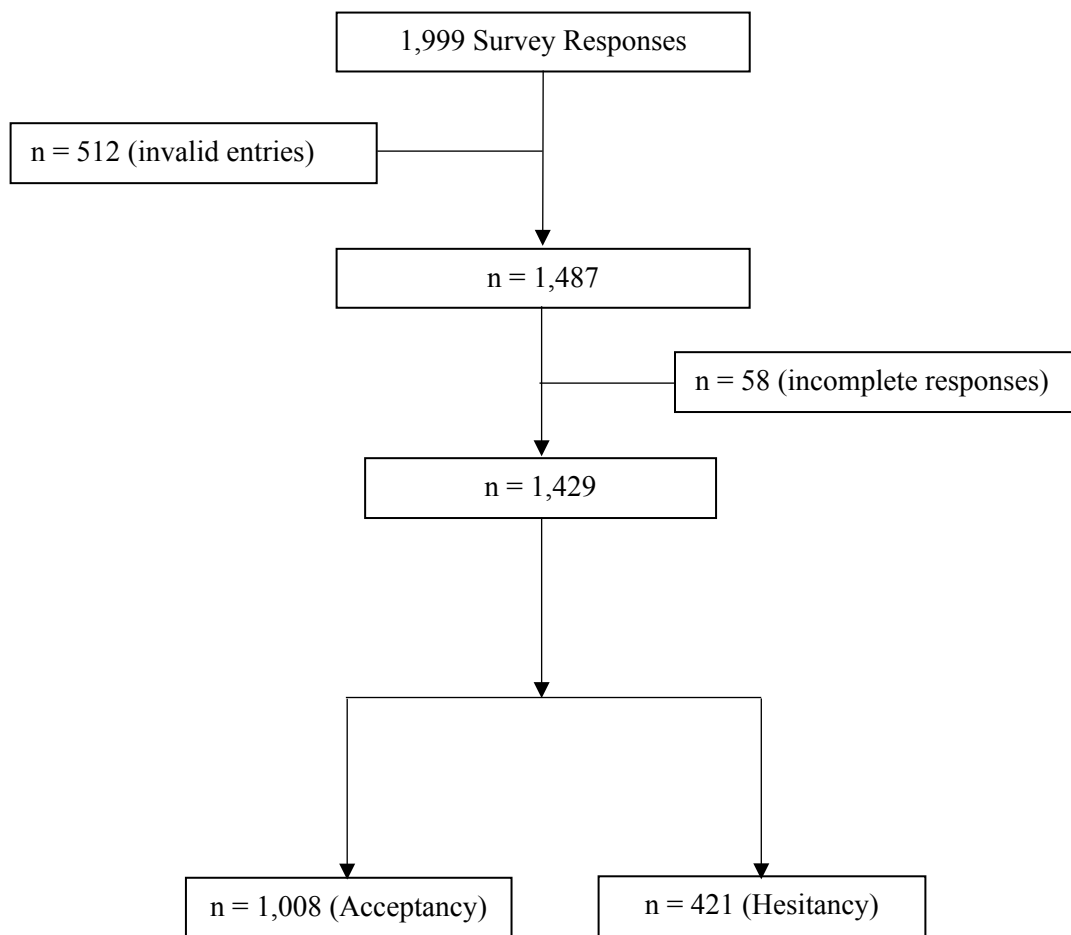 1,999 Survey Responses
n = 512 (invalid entries)
n = 1,487
n = 58 (incomplete responses)
n = 1,429
n = 1,008 (Acceptancy)
n = 421 (Hesitancy)